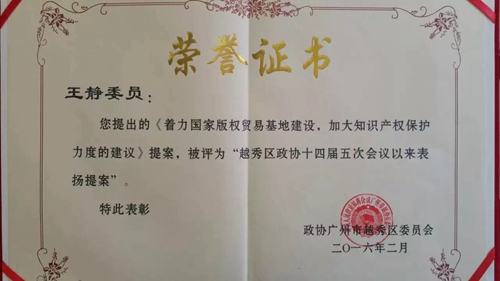 荣誉证书
王静委员：
您提出的《着力国家版权贸易基地建设，加大知识产权保护
力度的建议》提案，被评为“越秀区政协十四届五次会议以来表
扬提案”。
特此表彰
政协广州市越秀区委员会
二〇一六年二月